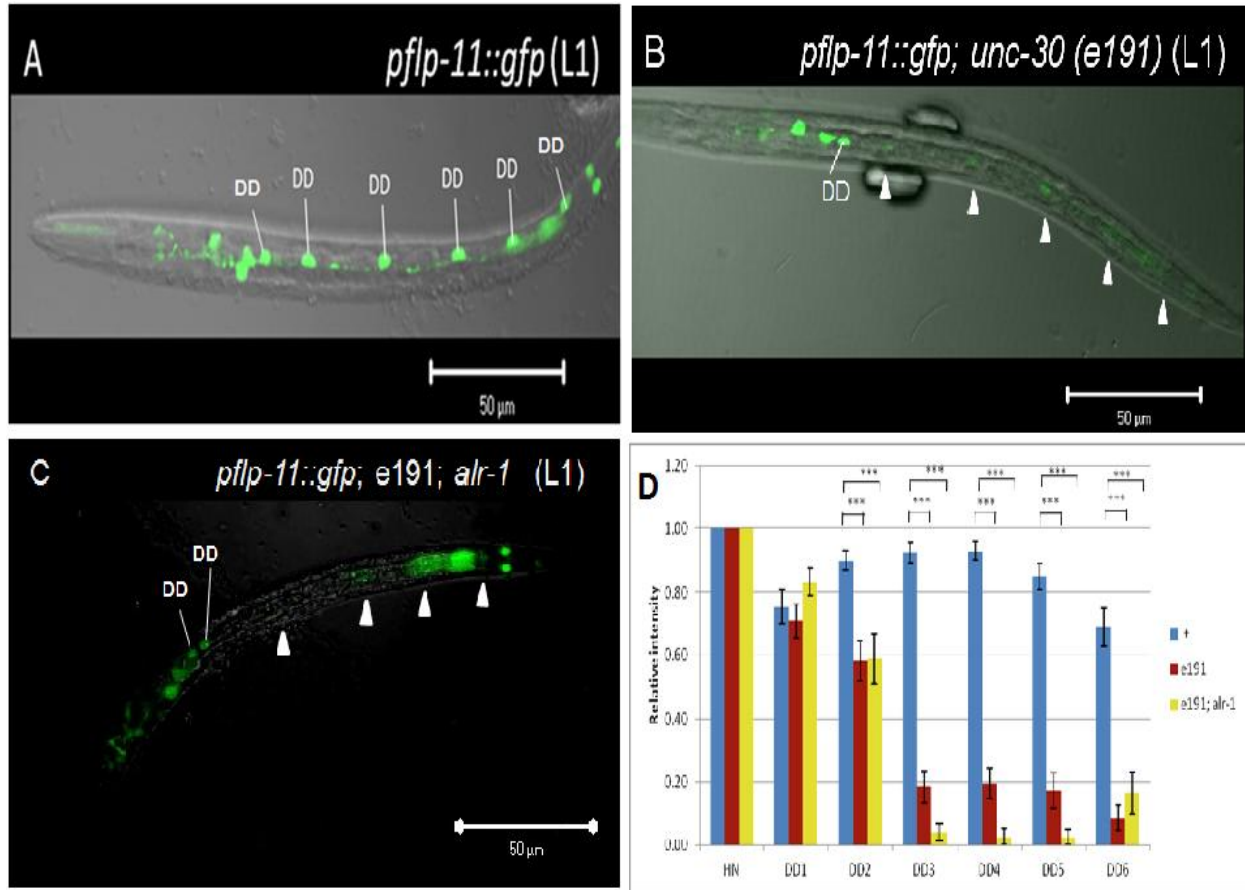 A
pflp-11::gfp (L1)
DD DD DD DD DD DD
50 µm
B
pflp-11::gfp; unc-30 (e191) (L1)
DD
50 µm
C
pflp-11::gfp; e191; alr-1 (L1)
DD DD
50 µm
D
1.20
1.00
0.80
0.60
0.40
0.20
0.00
Relative intensity
*** *** *** *** ***
*** *** *** *** ***
HN DD1 DD2 DD3 DD4 DD5 DD6
+
e191
e191; alr-1